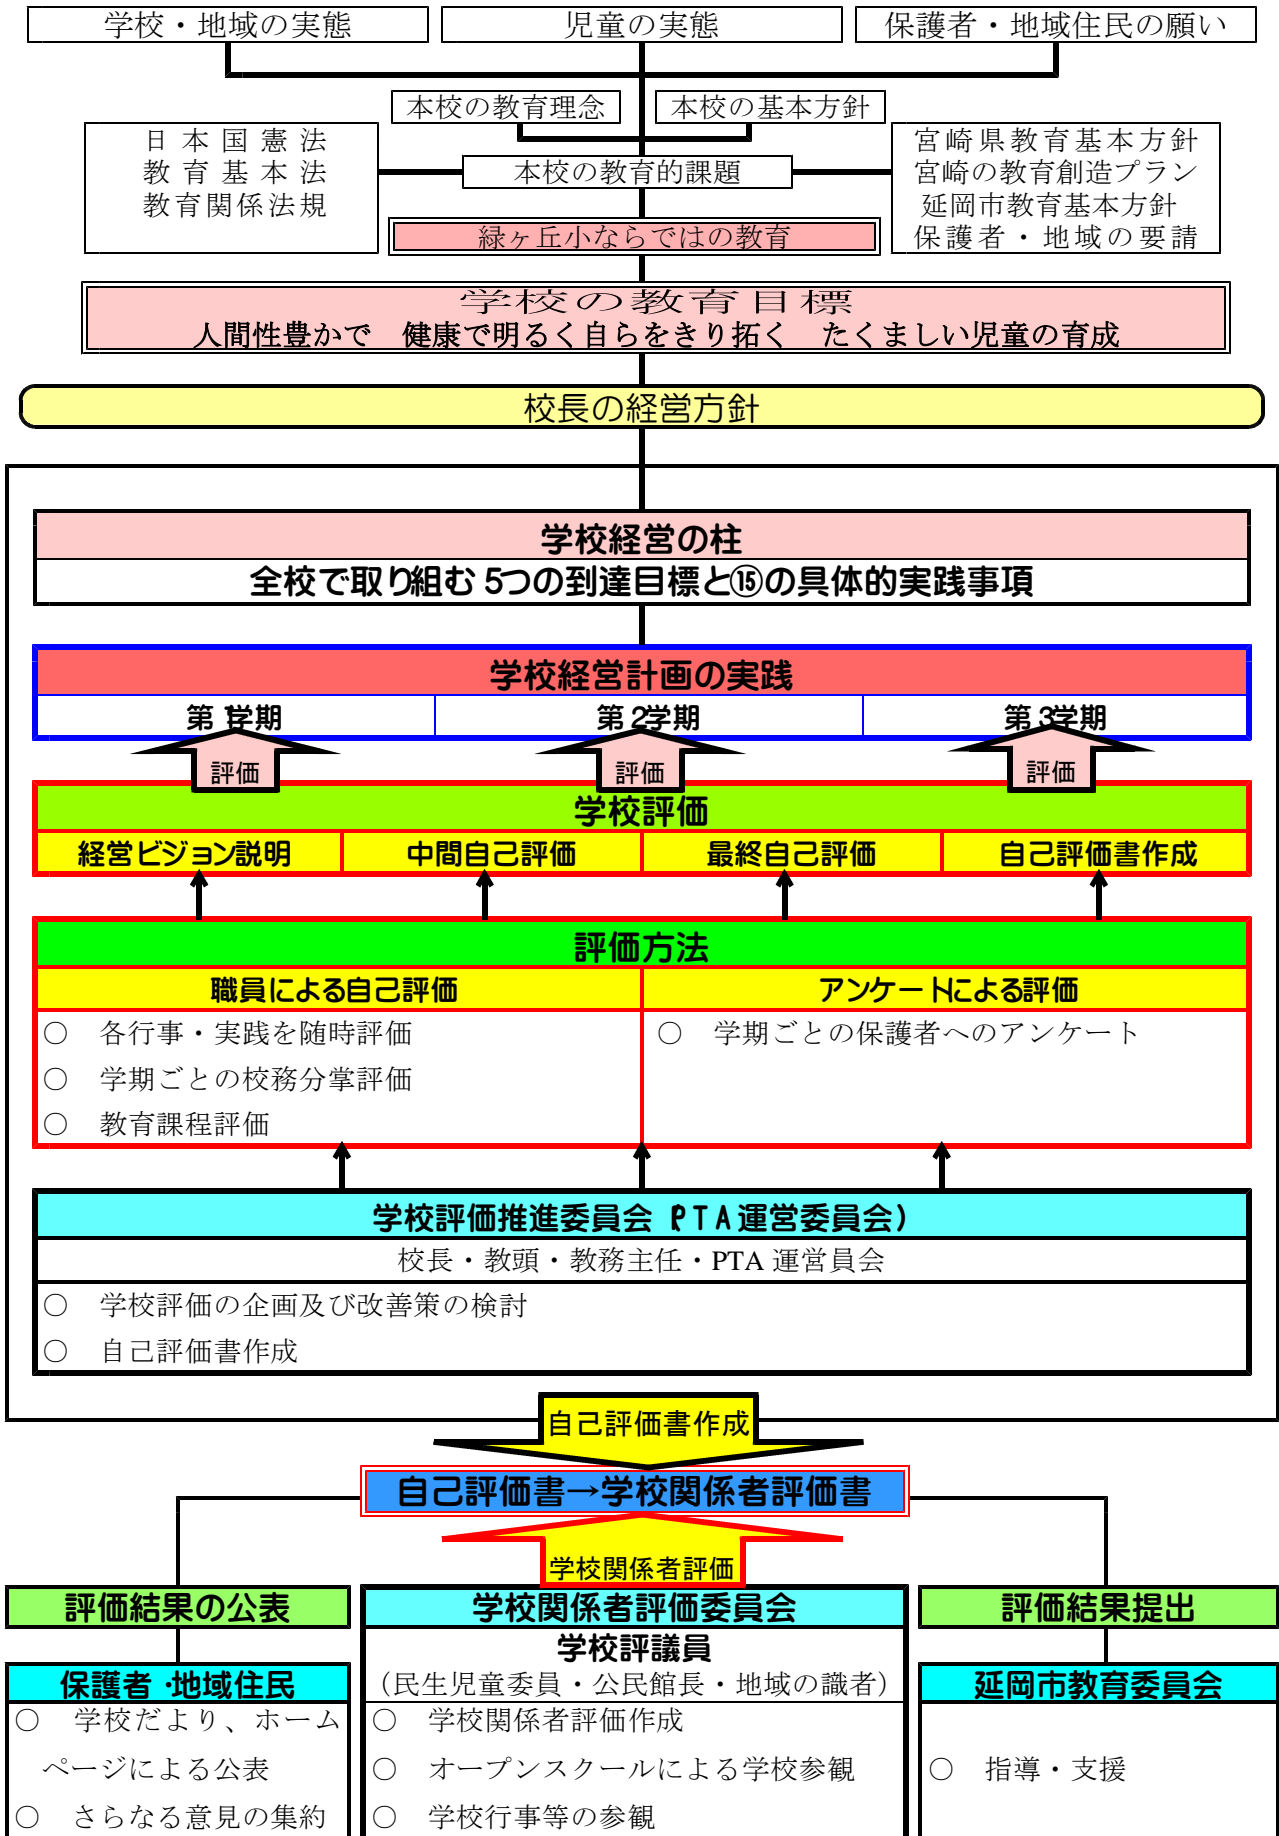 学校・地域の実態
児童の実態
保護者・地域住民の願い
本校の教育理念
本校の基本方針
日本国憲法
教育基本法
教育関係法規
本校の教育的課題
宮崎県教育基本方針
宮崎の教育創造プラン
延岡市教育基本方針
保護者・地域の要請
緑ヶ丘小ならではの教育
学校の教育目標
人間性豊かで 健康で明るく自らをきり拓く たくましい児童の育成
校長の経営方針
学校経営の柱
全校で取り組む5つの到達目標と⑮の具体的実践事項
学校経営計画の実践
第1学期
第2学期
第3学期
評価
評価
評価
学校評価
経営ビジョン説明
中間自己評価
最終自己評価
自己評価書作成
評価方法
職員による自己評価
アンケートによる評価
○ 各行事・実践を随時評価
○ 学期ごとの校務分掌評価
○ 教育課程評価
○ 学期ごとの保護者へのアンケート
学校評価推進委員会(PTA運営委員会)
校長・教頭・教務主任・PTA 運営員会
○ 学校評価の企画及び改善策の検討
○ 自己評価書作成
自己評価書作成
自己評価書→学校関係者評価書
学校関係者評価
評価結果の公表
保護者・地域住民
○ 学校だより、ホーム
ページによる公表
○ さらなる意見の集約
学校関係者評価委員会
学校評議員
（民生児童委員・公民館長・地域の識者）
○ 学校関係者評価作成
○ オープンスクールによる学校参観
○ 学校行事等の参観
評価結果提出
延岡市教育委員会
○ 指導・支援